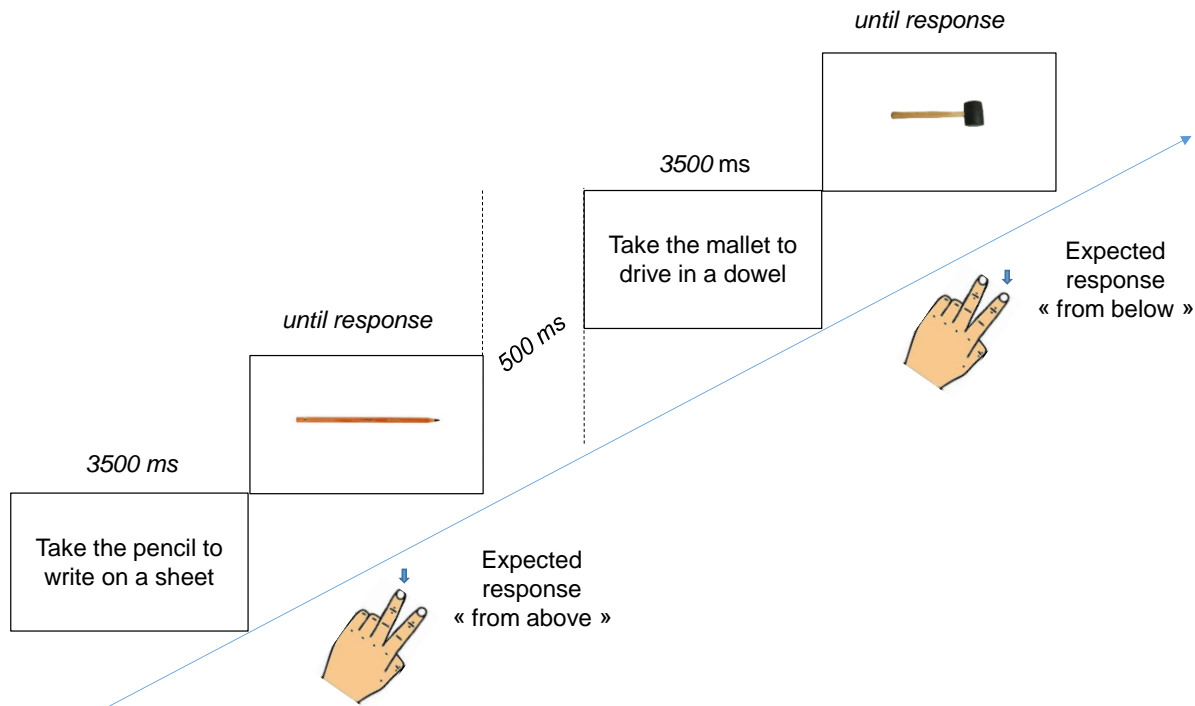 until response
3500 ms
Take the mallet to
drive in a dowel
Expected
response
« from below »
until response
500 ms
3500 ms
Take the pencil to
write on a sheet
Expected
response
« from above »